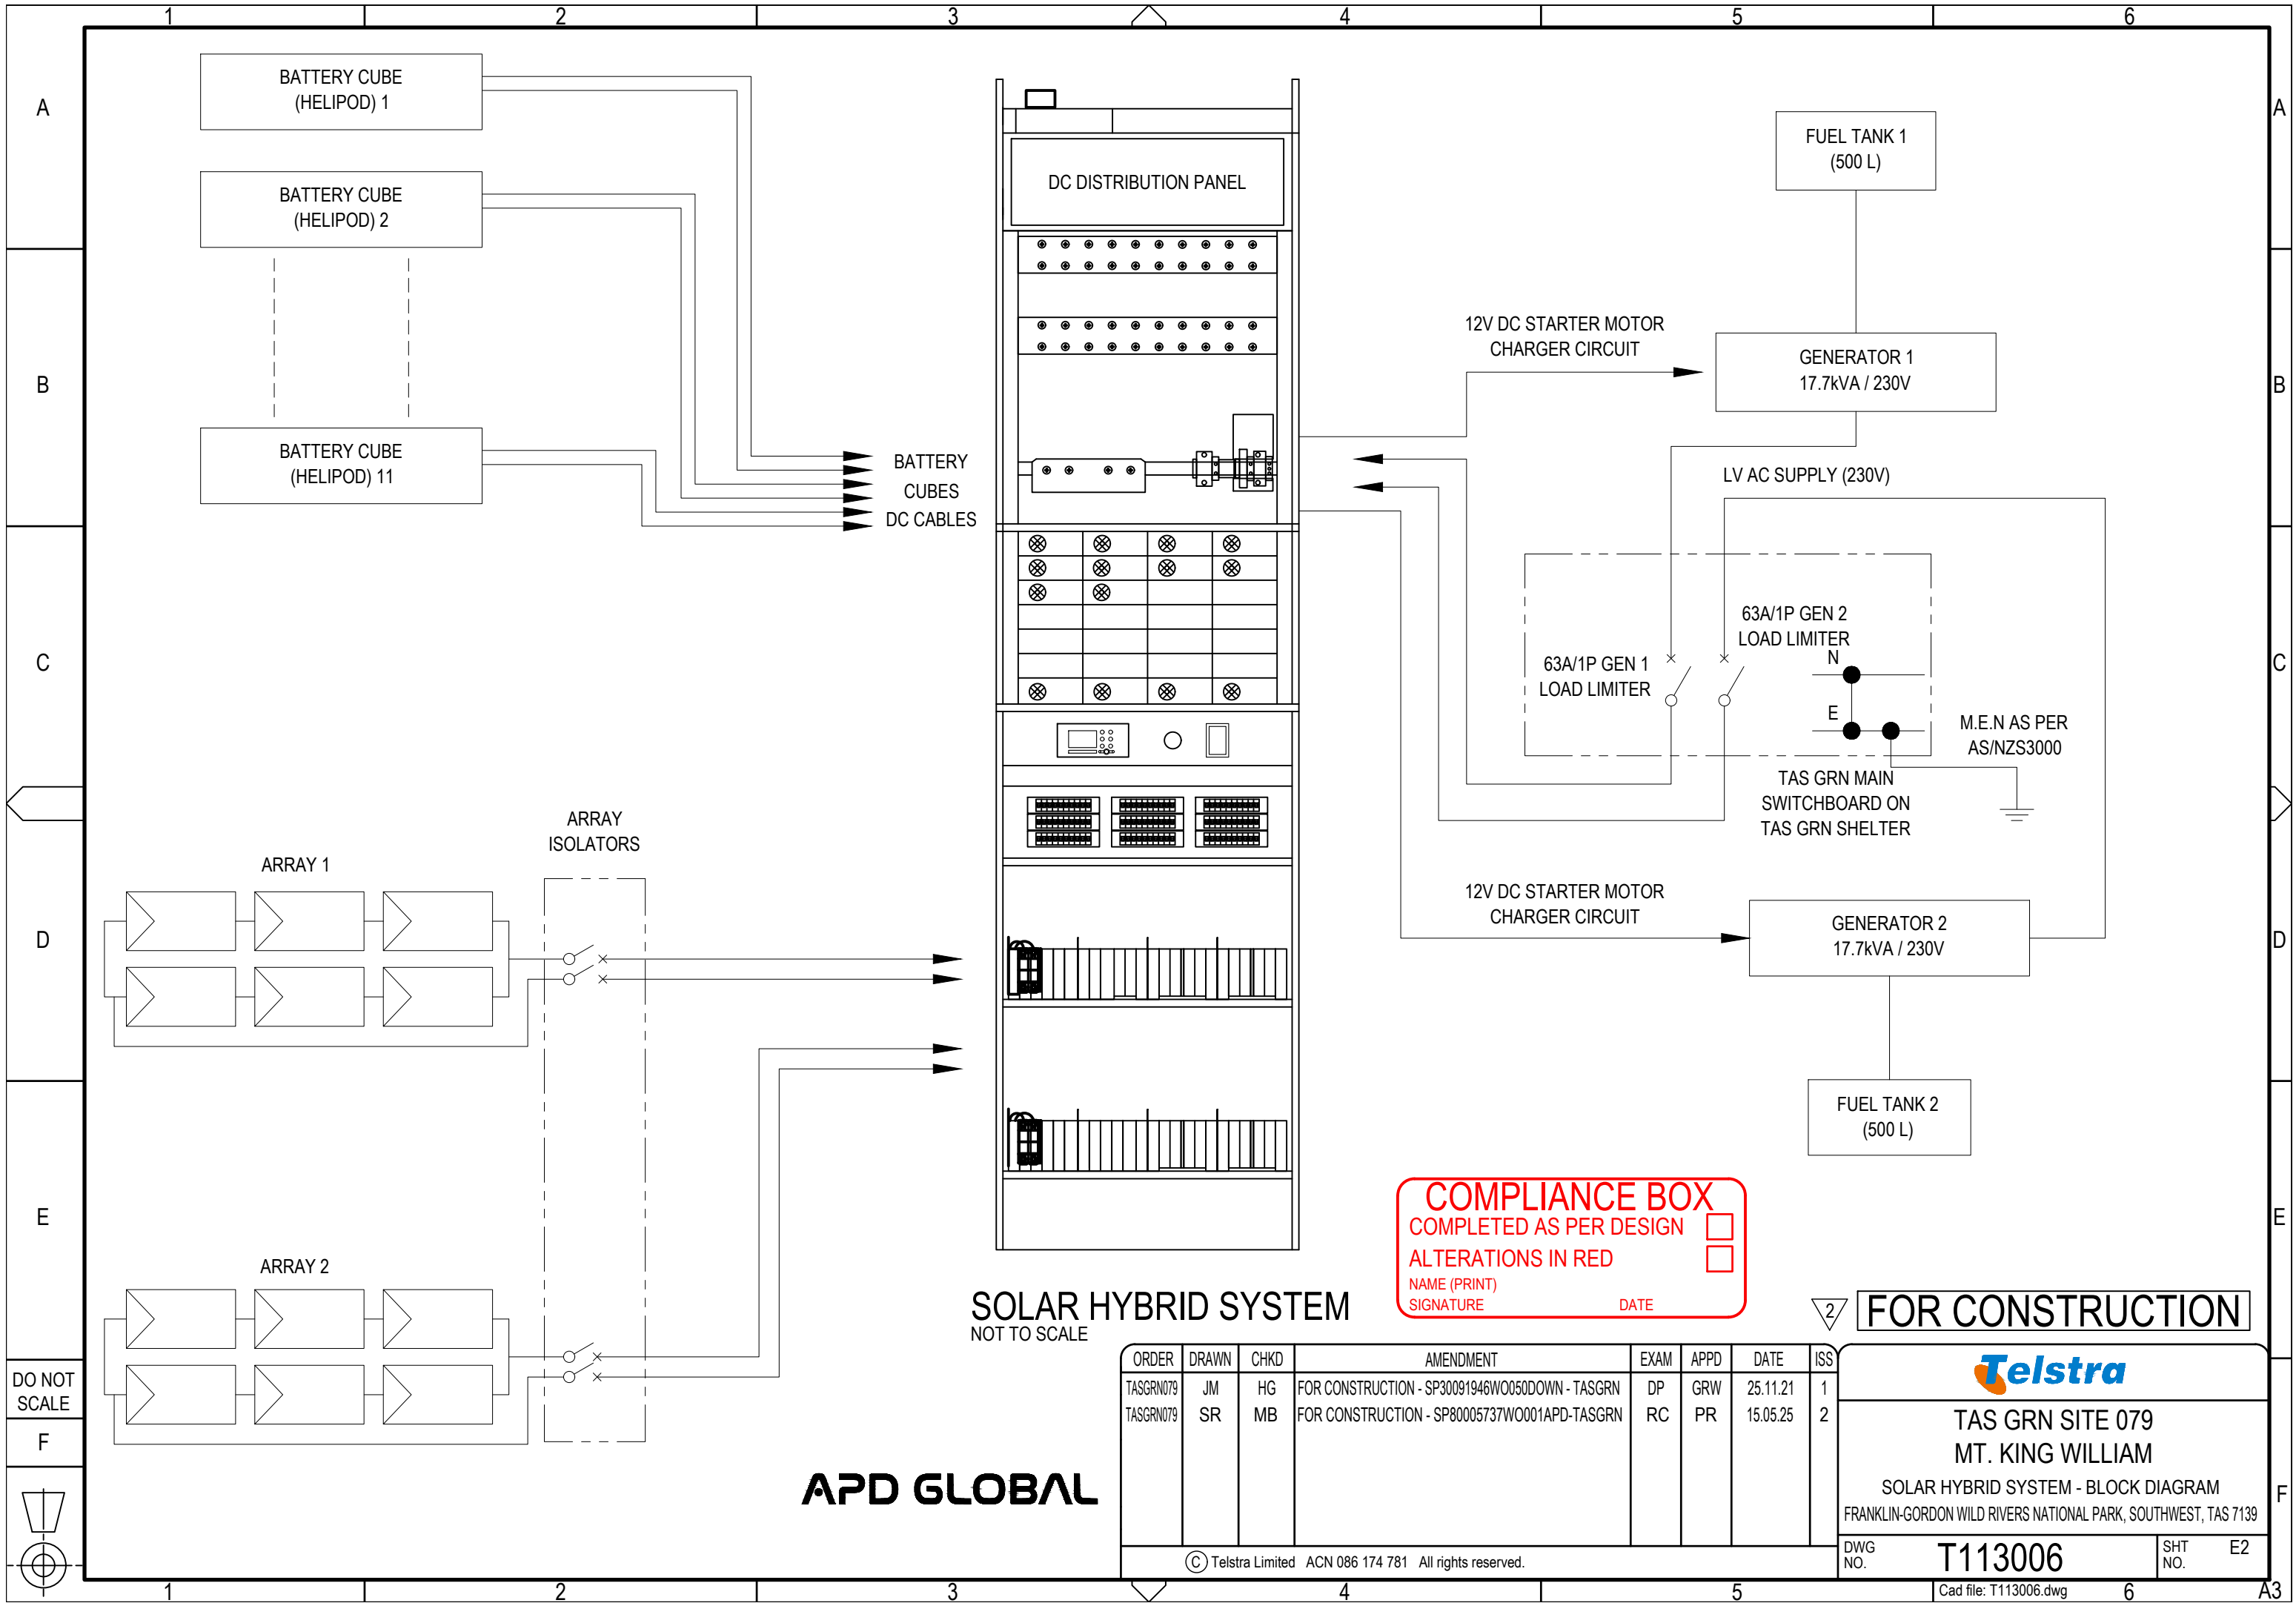 1 2 3 4 5 6
A
B
C
D
E
DO NOT
SCALE
F
BATTERY CUBE
(HELIPOD) 1
BATTERY CUBE
(HELIPOD) 2
BATTERY CUBE
(HELIPOD) 11
BATTERY
CUBES
DC CABLES
ARRAY
ISOLATORS
ARRAY 1
ARRAY 2
DC DISTRIBUTION PANEL
SOLAR HYBRID SYSTEM
NOT TO SCALE
APD GLOBAL
FUEL TANK 1
(500 L)
12V DC STARTER MOTOR
CHARGER CIRCUIT
GENERATOR 1
17.7kVA / 230V
LV AC SUPPLY (230V)
63A/1P GEN 2
LOAD LIMITER
63A/1P GEN 1
LOAD LIMITER
N
E
M.E.N AS PER
AS/NZS3000
TAS GRN MAIN
SWITCHBOARD ON
TAS GRN SHELTER
12V DC STARTER MOTOR
CHARGER CIRCUIT
GENERATOR 2
17.7kVA / 230V
FUEL TANK 2
(500 L)
COMPLIANCE BOX
COMPLETED AS PER DESIGN
ALTERATIONS IN RED
NAME (PRINT)
SIGNATURE DATE
2 FOR CONSTRUCTION
ORDER DRAWN CHKD AMENDMENT EXAM APPD DATE ISS
TASGRN079 JM HG FOR CONSTRUCTION - SP30091946WO050DOWN - TASGRN DP GRW 25.11.21 1
TASGRN079 SR MB FOR CONSTRUCTION - SP80005737WO001APD-TASGRN RC PR 15.05.25 2
C Telstra Limited ACN 086 174 781 All rights reserved.
Telstra
TAS GRN SITE 079
MT. KING WILLIAM
SOLAR HYBRID SYSTEM - BLOCK DIAGRAM
FRANKLIN-GORDON WILD RIVERS NATIONAL PARK, SOUTHWEST, TAS 7139
DWG
NO.
T113006
SHT
NO.
E2
Cad file: T113006.dwg
A
B
C
D
E
F
1 2 3 4 5 6 A3